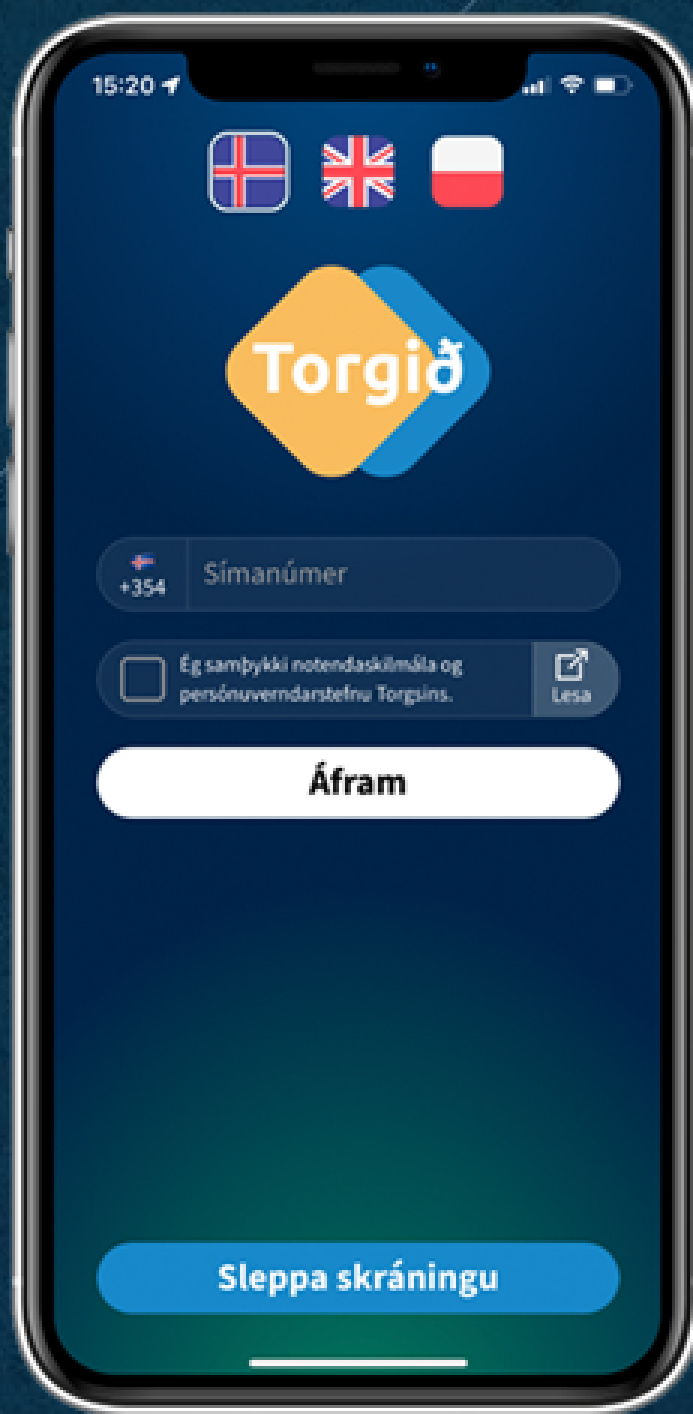 15:20
Torgið
+354
Símanúmer
Ég samþykki notendaskilmála og
persónuverndarstefnu Torgsins.
Lesa
Áfram
Sleppa skráningu